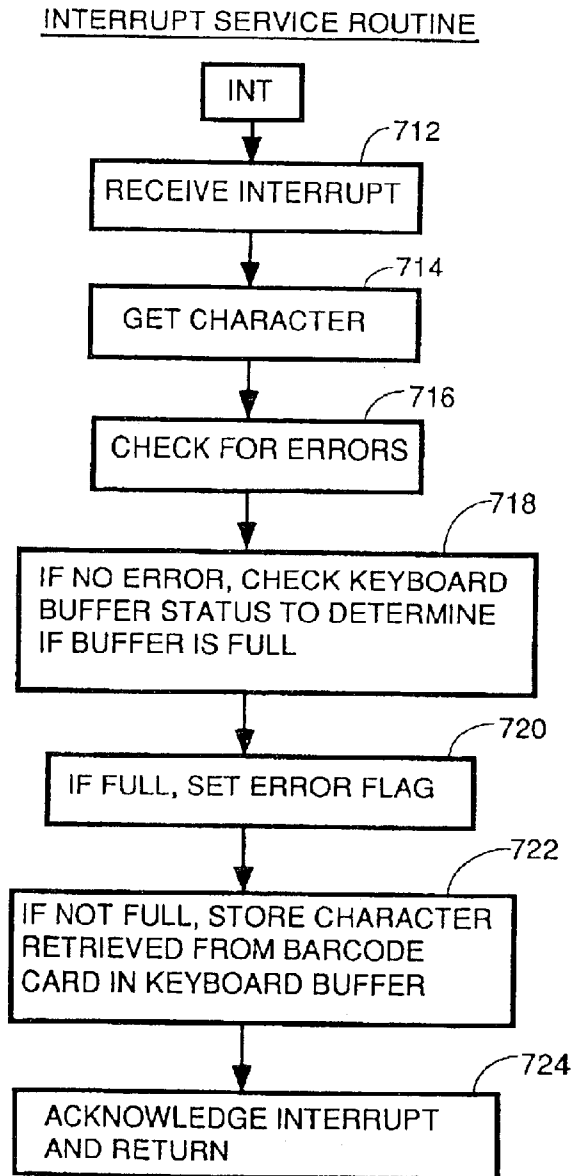 INTERRUPT SERVICE ROUTINE
INT
712
RECEIVE INTERRUPT
714
GET CHARACTER
716
CHECK FOR ERRORS
718
IF NO ERROR, CHECK KEYBOARD
BUFFER STATUS TO DETERMINE
IF BUFFER IS FULL
720
IF FULL, SET ERROR FLAG
722
IF NOT FULL, STORE CHARACTER
RETRIEVED FROM BARCODE
CARD IN KEYBOARD BUFFER
724
ACKNOWLEDGE INTERRUPT
AND RETURN